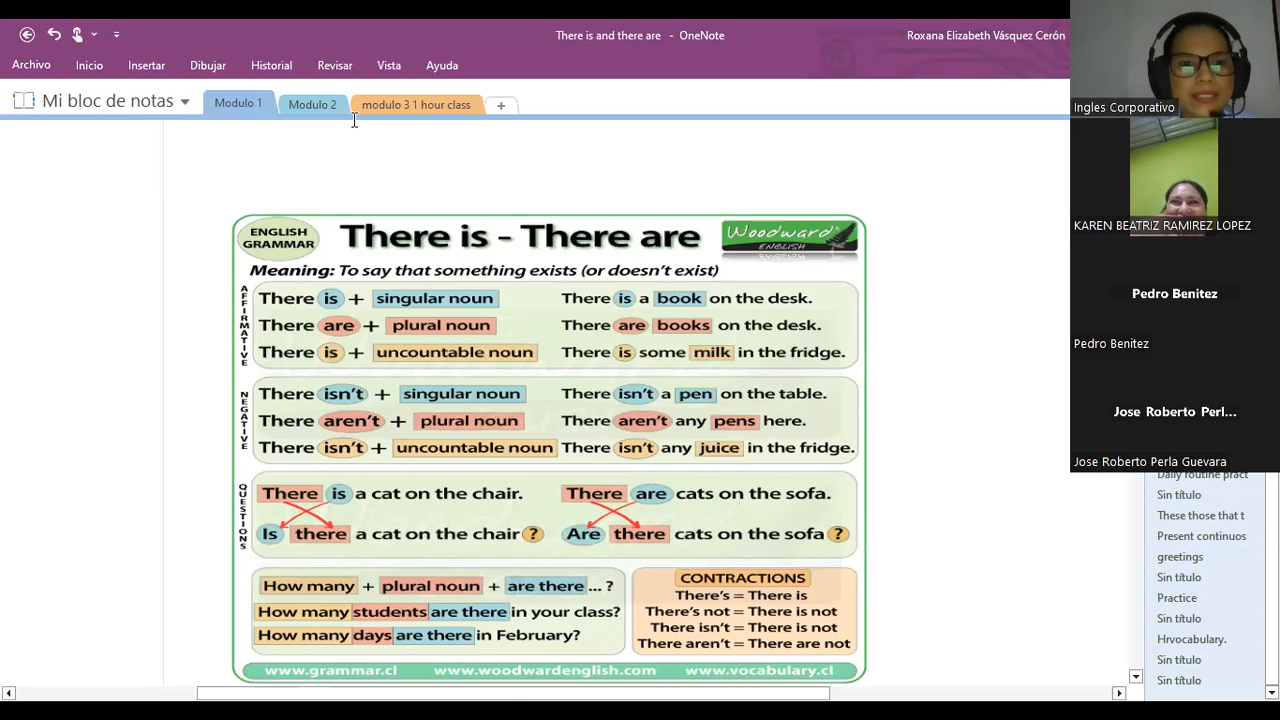 There is and there are - OneNote
Roxana Elizabeth Vásquez Cerón
Archivo Inicio Insertar Dibujar Historial Revisar Vista Ayuda
Mi bloc de notas Modulo 1 Modulo 2 modulo 3 1 hour class +
ENGLISH GRAMMAR
There is - There are
Woodward ENGLISH
Meaning: To say that something exists (or doesn't exist)
AFFIRMATIVE
There is + singular noun There is a book on the desk.
There are + plural noun There are books on the desk.
There is + uncountable noun There is some milk in the fridge.
NEGATIVE
There isn't + singular noun There isn't a pen on the table.
There aren't + plural noun There aren't any pens here.
There isn't + uncountable noun There isn't any juice in the fridge.
QUESTIONS
There is a cat on the chair. There are cats on the sofa.
Is there a cat on the chair ? Are there cats on the sofa ?
How many + plural noun + are there ... ?
How many students are there in your class?
How many days are there in February?
CONTRACTIONS
There's = There is
There's not = There is not
There isn't = There is not
There aren't = There are not
www.grammar.cl www.woodwardenglish.com www.vocabulary.cl
Ingles Corporativo
KAREN BEATRIZ RAMIREZ LOPEZ
Pedro Benitez
Pedro Benitez
Jose Roberto Perl...
Jose Roberto Perla Guevara
Daily routine pract
Sin título
These those that t
Present continuos
greetings
Sin título
Practice
Sin título
Hrvocabulary.
Sin título
Sin título